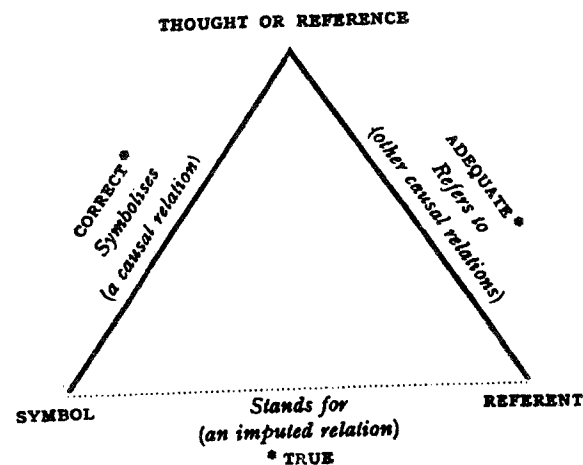 THOUGHT OR REFERENCE
CORRECT*
Symbolises
(a causal relation)
ADEQUATE*
Refers to
(other causal relations)
SYMBOL
Stands for
(an imputed relation)
* TRUE
REFERENT